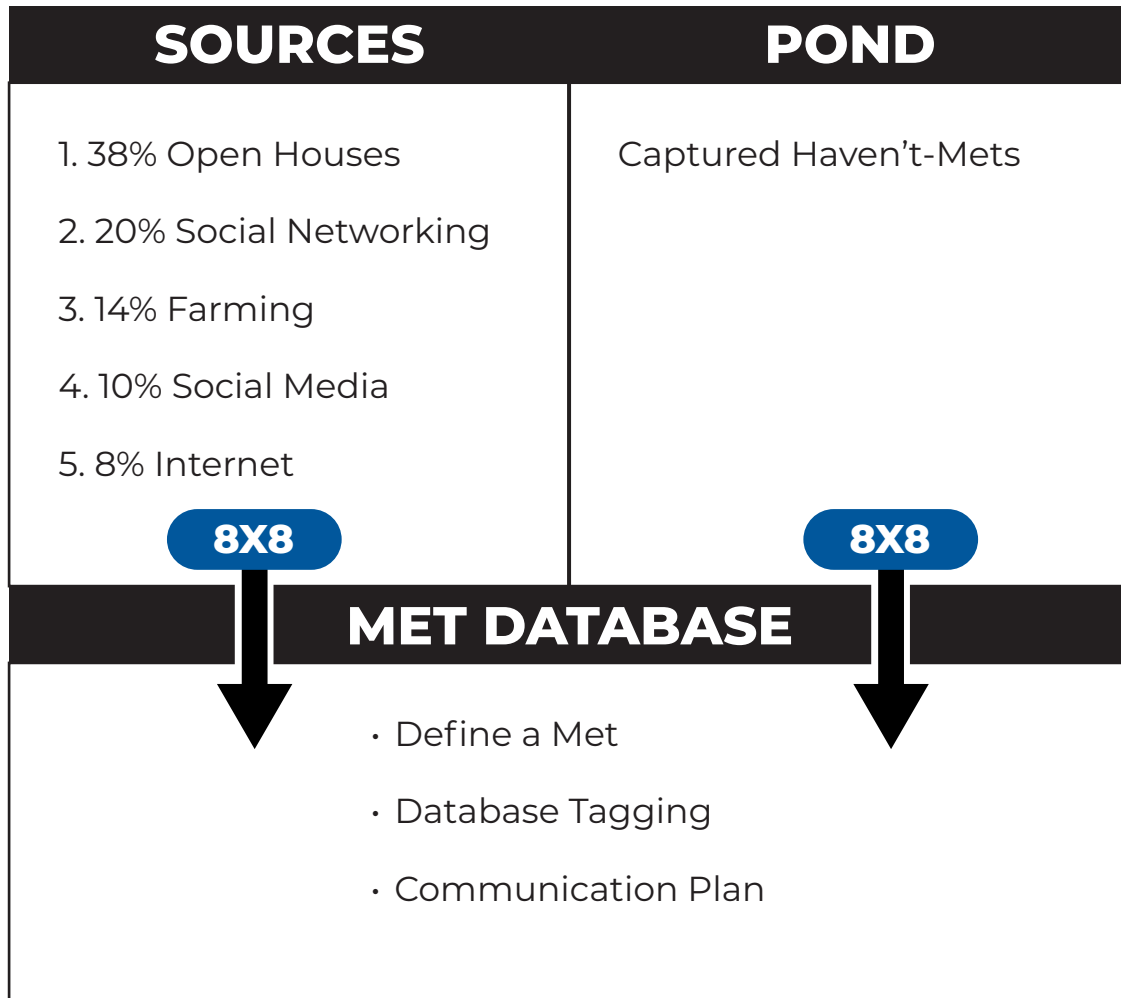 SOURCES
POND
1. 38% Open Houses
2. 20% Social Networking
3. 14% Farming
4. 10% Social Media
5. 8% Internet
Captured Haven’t-Mets
8X8
8X8
MET DATABASE
• Define a Met
• Database Tagging
• Communication Plan